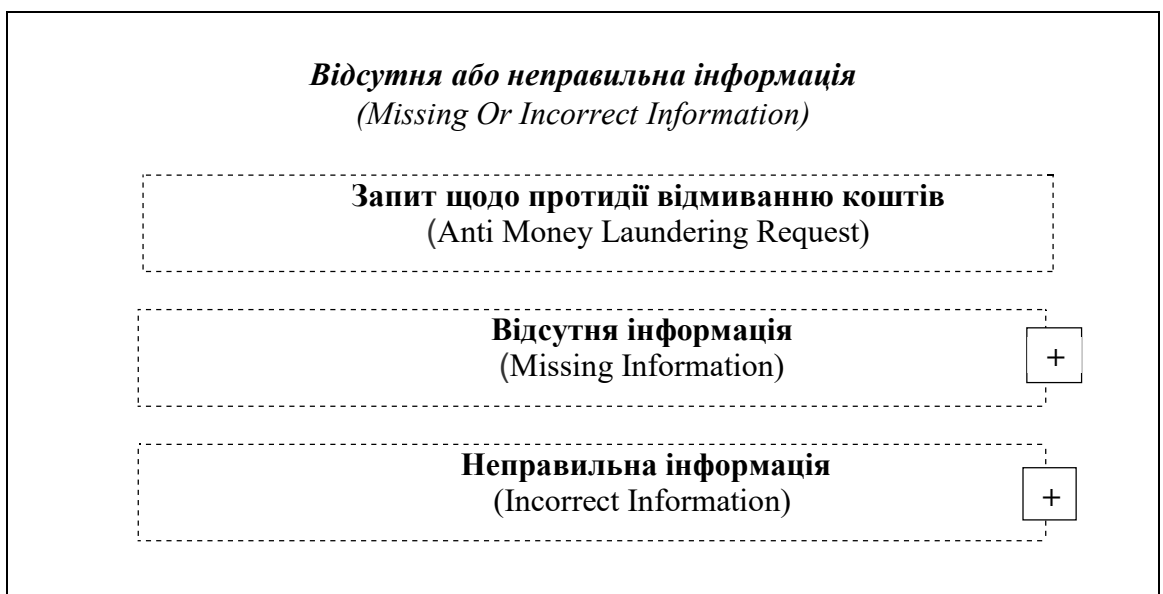 Відсутня або неправильна інформація
(Missing Or Incorrect Information)
Запит щодо протидії відмиванню коштів
(Anti Money Laundering Request)
Відсутня інформація
(Missing Information)
+
Неправильна інформація
(Incorrect Information)
+